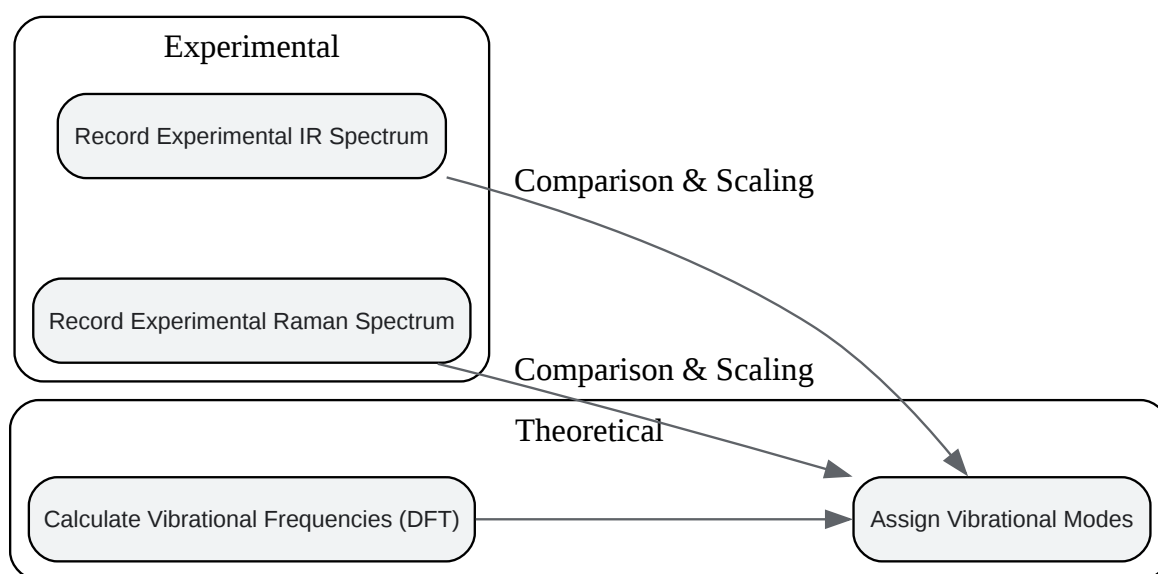 Experimental
Record Experimental IR Spectrum
Comparison & Scaling
Record Experimental Raman Spectrum
Comparison & Scaling
Theoretical
Calculate Vibrational Frequencies (DFT)
Assign Vibrational Modes